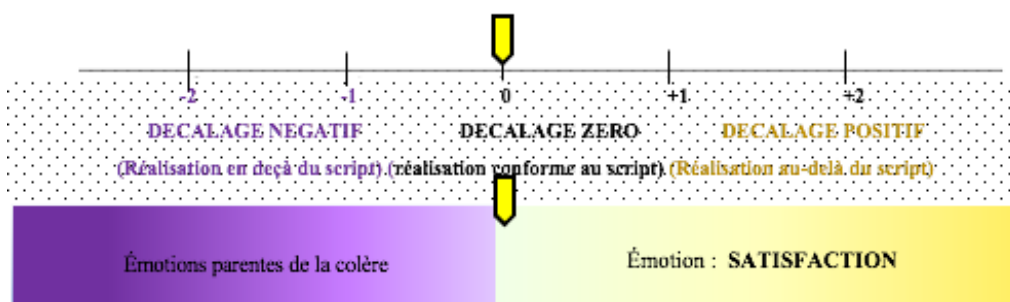 -2 -1 0 +1 +2
DECALAGE NEGATIF DECALAGE ZERO DECALAGE POSITIF
(Réalisation en deçà du script) (réalisation conforme au script) (Réalisation au-delà du script)
Émotions parentes de la colère Émotion : SATISFACTION